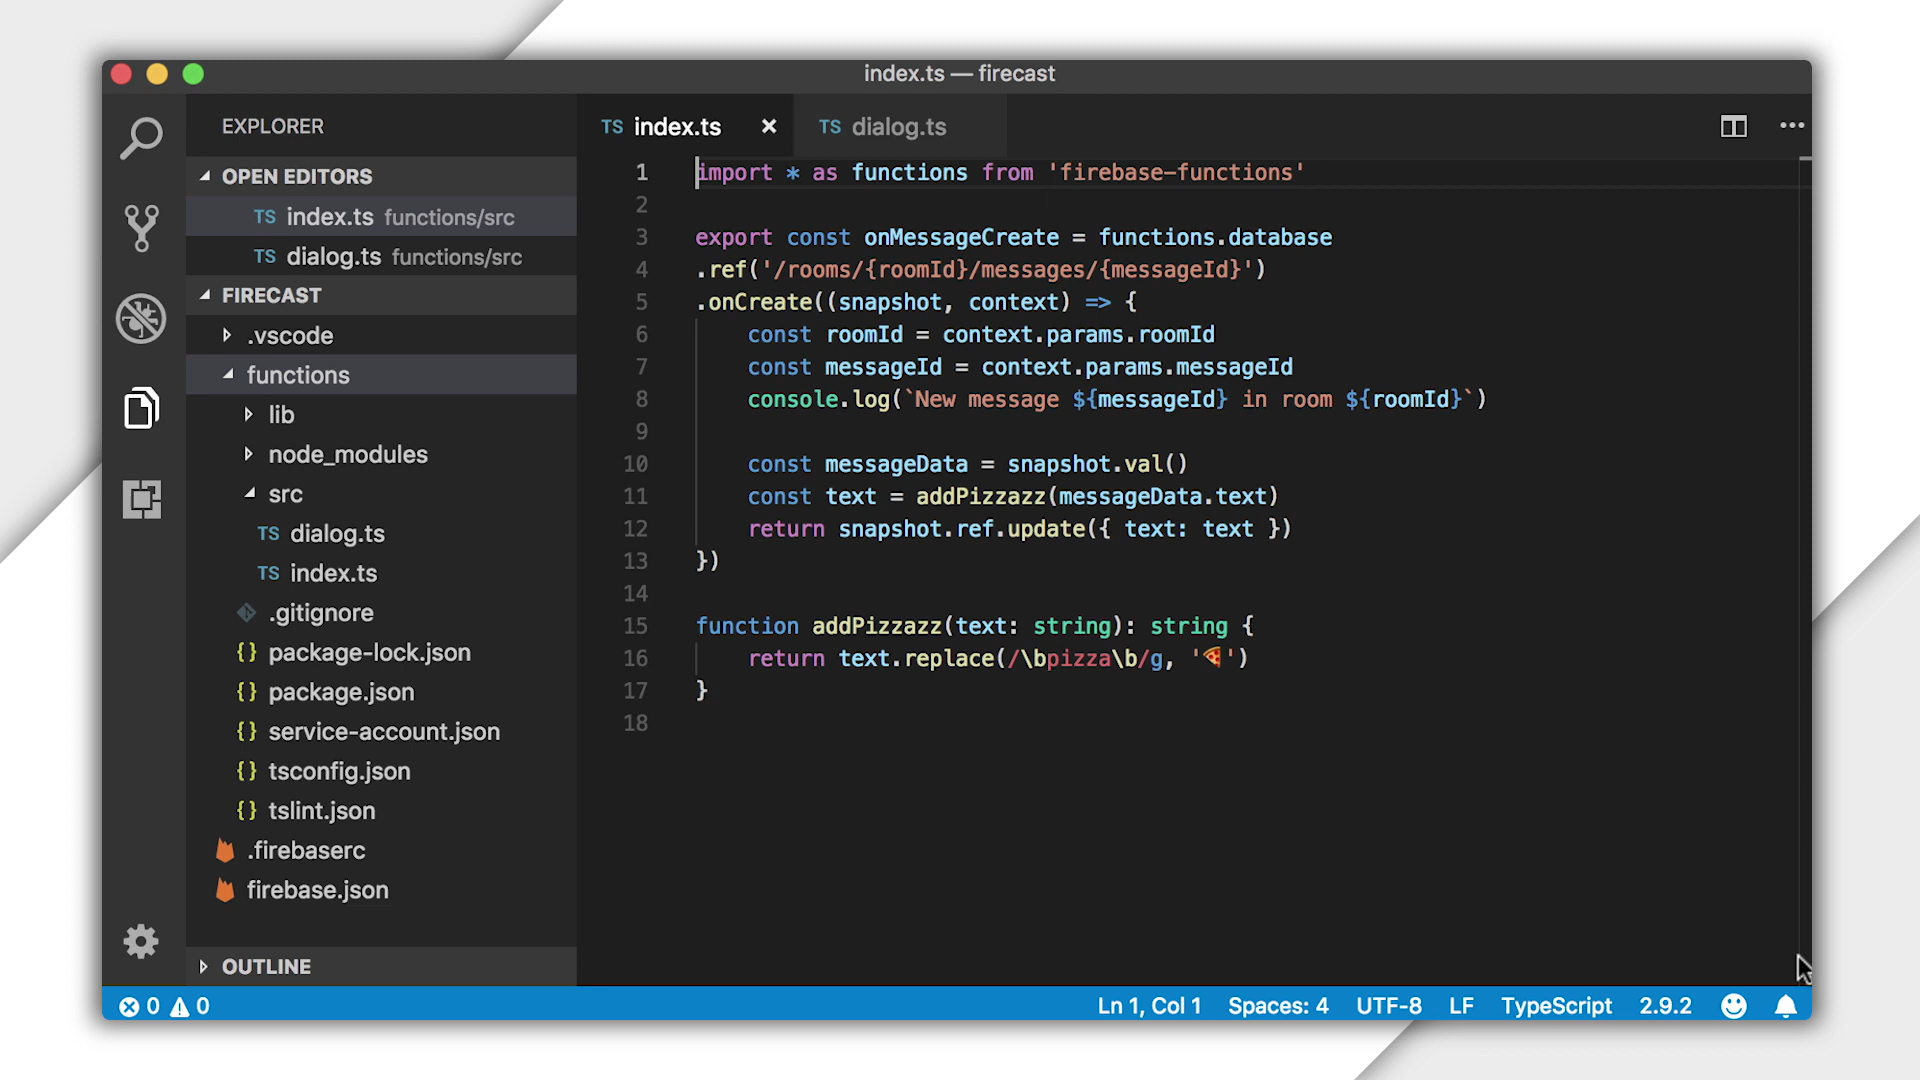 index.ts — firecast
EXPLORER
OPEN EDITORS
TS index.ts functions/src
TS dialog.ts functions/src
FIRECAST
.vscode
functions
lib
node_modules
src
TS dialog.ts
TS index.ts
.gitignore
{} package-lock.json
{} package.json
{} service-account.json
{} tsconfig.json
{} tslint.json
.firebaserc
firebase.json
OUTLINE
TS index.ts × TS dialog.ts
1 import * as functions from 'firebase-functions'
2
3 export const onMessageCreate = functions.database
4 .ref('/rooms/{roomId}/messages/{messageId}')
5 .onCreate((snapshot, context) => {
6     const roomId = context.params.roomId
7     const messageId = context.params.messageId
8     console.log(`New message ${messageId} in room ${roomId}`)
9
10     const messageData = snapshot.val()
11     const text = addPizzazz(messageData.text)
12     return snapshot.ref.update({ text: text })
13 })
14
15 function addPizzazz(text: string): string {
16     return text.replace(/\bpizza\b/g, '🍕')
17 }
18
0 0
Ln 1, Col 1 Spaces: 4 UTF-8 LF TypeScript 2.9.2